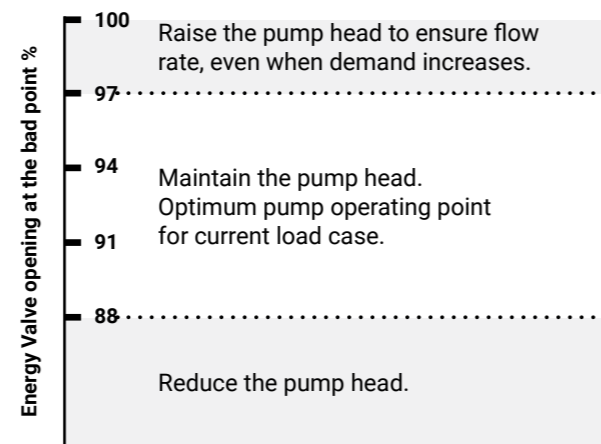 Energy Valve opening at the bad point %
100
Raise the pump head to ensure flow
rate, even when demand increases.
97
94
Maintain the pump head.
Optimum pump operating point
91
for current load case.
88
Reduce the pump head.